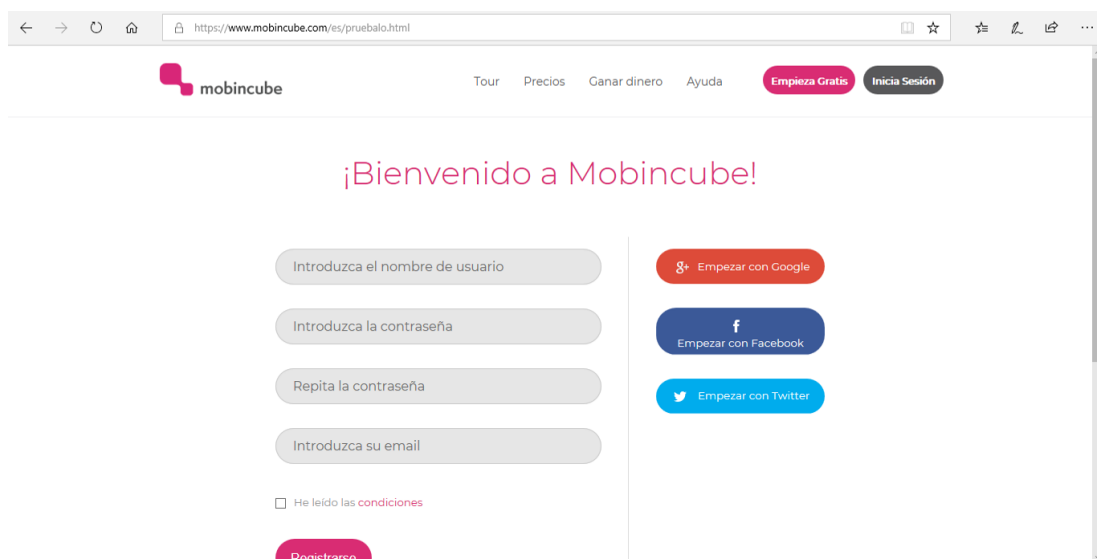 https://www.mobincube.com/es/pruebalo.html
mobincube
Tour Precios Ganar dinero Ayuda Empieza Gratis Inicia Sesión
¡Bienvenido a Mobincube!
Introduzca el nombre de usuario
Introduzca la contraseña
Repita la contraseña
Introduzca su email
He leído las condiciones
Registrarse
g+ Empezar con Google
f
Empezar con Facebook
Empezar con Twitter